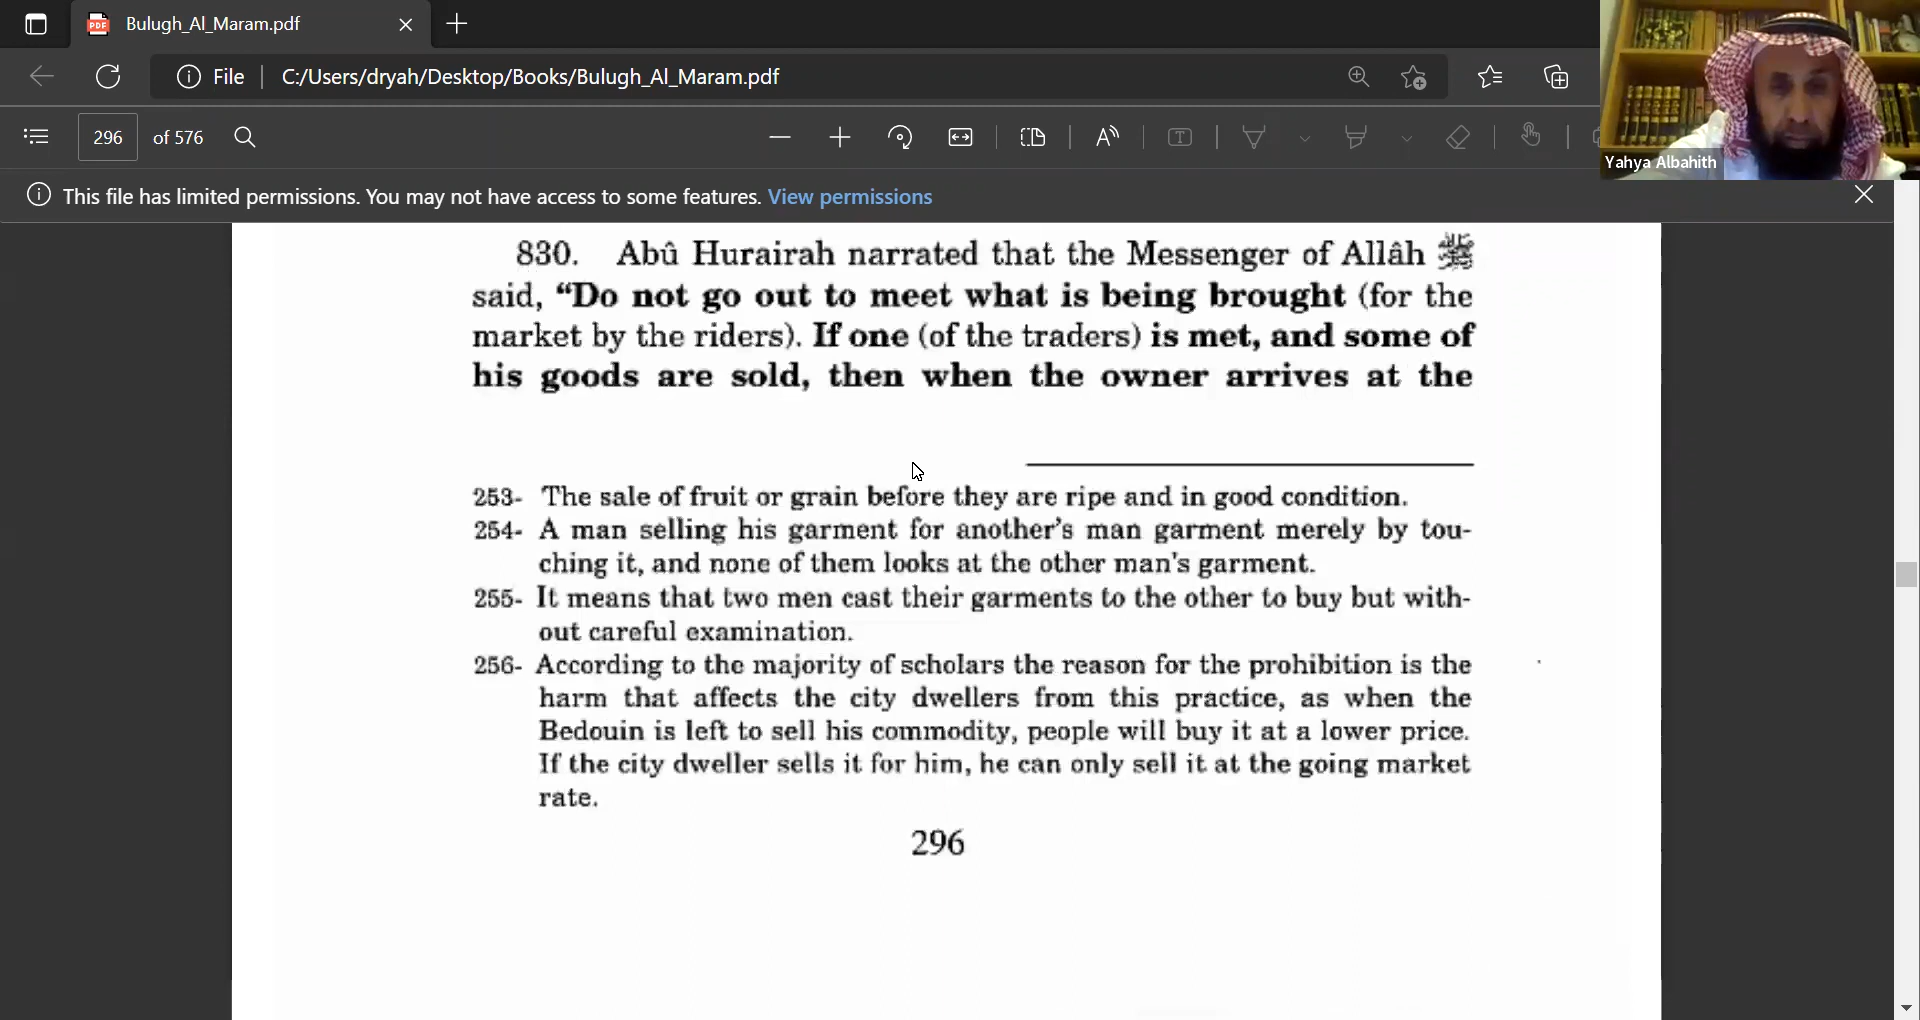 Bulugh_Al_Maram.pdf
File
C:/Users/dryah/Desktop/Books/Bulugh_Al_Maram.pdf
296 of 576
Yahya Albahith
This file has limited permissions. You may not have access to some features. View permissions
830. Abû Hurairah narrated that the Messenger of Allâh ﷺ
said, “Do not go out to meet what is being brought (for the
market by the riders). If one (of the traders) is met, and some of
his goods are sold, then when the owner arrives at the
253- The sale of fruit or grain before they are ripe and in good condition.
254- A man selling his garment for another's man garment merely by tou-
ching it, and none of them looks at the other man's garment.
255- It means that two men cast their garments to the other to buy but with-
out careful examination.
256- According to the majority of scholars the reason for the prohibition is the
harm that affects the city dwellers from this practice, as when the
Bedouin is left to sell his commodity, people will buy it at a lower price.
If the city dweller sells it for him, he can only sell it at the going market
rate.
296